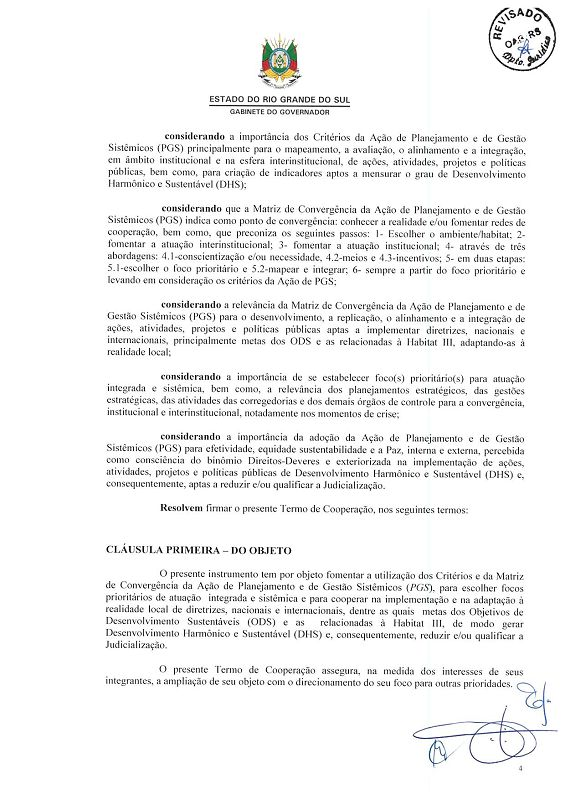 REVISADO
Dpto. Jurídico
ESTADO DO RIO GRANDE DO SUL
GABINETE DO GOVERNADOR
considerando a importância dos Critérios da Ação de Planejamento e de Gestão
Sistêmicos (PGS) principalmente para o mapeamento, a avaliação, o alinhamento e a integração,
em âmbito institucional e na esfera interinstitucional, de ações, atividades, projetos e políticas
públicas, bem como, para criação de indicadores aptos a mensurar o grau de Desenvolvimento
Harmônico e Sustentável (DHS);
considerando que a Matriz de Convergência da Ação de Planejamento e de Gestão
Sistêmicos (PGS) indica como ponto de convergência: conhecer a realidade e/ou fomentar redes de
cooperação, bem como, que preconiza os seguintes passos: 1- Escolher o ambiente/habitat; 2-
fomentar a atuação interinstitucional; 3- fomentar a atuação institucional; 4- através de três
abordagens: 4.1-conscientização e/ou necessidade, 4.2-meios e 4.3-incentivos; 5- em duas etapas:
5.1-escolher o foco prioritário e 5.2-mapear e integrar; 6- sempre a partir do foco prioritário e
levando em consideração os critérios da Ação de PGS;
considerando a relevância da Matriz de Convergência da Ação de Planejamento e de
Gestão Sistêmicos (PGS) para o desenvolvimento, a replicação, o alinhamento e a integração de
ações, atividades, projetos e políticas públicas aptas a implementar diretrizes, nacionais e
internacionais, principalmente metas dos ODS e as relacionadas à Habitat III, adaptando-as à
realidade local;
considerando a importância de se estabelecer foco(s) prioritário(s) para atuação
integrada e sistêmica, bem como, a relevância dos planejamentos estratégicos, das gestões
estratégicas, das atividades das corregedorias e dos demais órgãos de controle para a convergência,
institucional e interinstitucional, notadamente nos momentos de crise;
considerando a importância da adoção da Ação de Planejamento e de Gestão
Sistêmicos (PGS) para efetividade, equidade sustentabilidade e a Paz, interna e externa, percebida
como consciência do binômio Direitos-Deveres e exteriorizada na implementação de ações,
atividades, projetos e políticas públicas de Desenvolvimento Harmônico e Sustentável (DHS) e,
consequentemente, aptas a reduzir e/ou qualificar a Judicialização.
Resolvem firmar o presente Termo de Cooperação, nos seguintes termos:
CLÁUSULA PRIMEIRA – DO OBJETO
O presente instrumento tem por objeto fomentar a utilização dos Critérios e da Matriz
de Convergência da Ação de Planejamento e de Gestão Sistêmicos (PGS), para escolher focos
prioritários de atuação integrada e sistêmica e para cooperar na implementação e na adaptação à
realidade local de diretrizes, nacionais e internacionais, dentre as quais metas dos Objetivos de
Desenvolvimento Sustentáveis (ODS) e as relacionadas à Habitat III, de modo gerar
Desenvolvimento Harmônico e Sustentável (DHS) e, consequentemente, reduzir e/ou qualificar a
Judicialização.
O presente Termo de Cooperação assegura, na medida dos interesses de seus
integrantes, a ampliação de seu objeto com o direcionamento do seu foco para outras prioridades.
4